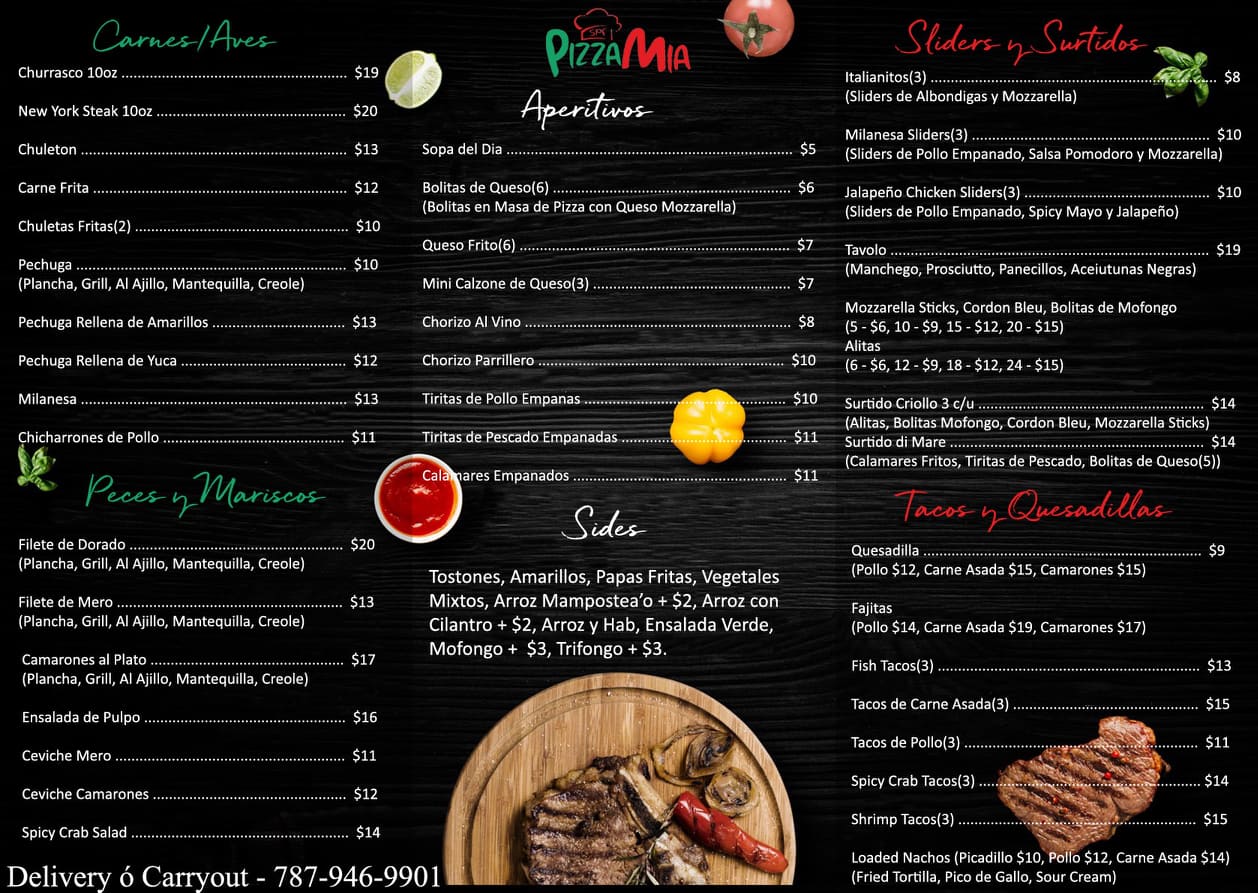 Carnes/Aves
Churrasco 10oz ........ $19
New York Steak 10oz ........ $20
Chuleton ........ $13
Carne Frita ........ $12
Chuletas Fritas(2) ........ $10
Pechuga ........ $10
(Plancha, Grill, Al Ajillo, Mantequilla, Creole)
Pechuga Rellena de Amarillos ........ $13
Pechuga Rellena de Yuca ........ $12
Milanesa ........ $13
Chicharrones de Pollo ........ $11
Peces y Mariscos
Filete de Dorado ........ $20
(Plancha, Grill, Al Ajillo, Mantequilla, Creole)
Filete de Mero ........ $13
(Plancha, Grill, Al Ajillo, Mantequilla, Creole)
Camarones al Plato ........ $17
(Plancha, Grill, Al Ajillo, Mantequilla, Creole)
Ensalada de Pulpo ........ $16
Ceviche Mero ........ $11
Ceviche Camarones ........ $12
Spicy Crab Salad ........ $14
Delivery ó Carryout - 787-946-9901
SPF
PIZZAMIA
Aperitivos
Sopa del Dia ........ $5
Bolitas de Queso(6) ........ $6
(Bolitas en Masa de Pizza con Queso Mozzarella)
Queso Frito(6) ........ $7
Mini Calzone de Queso(3) ........ $7
Chorizo Al Vino ........ $8
Chorizo Parrillero ........ $10
Tiritas de Pollo Empanas ........ $10
Tiritas de Pescado Empanadas ........ $11
Calamares Empanados ........ $11
Sides
Tostones, Amarillos, Papas Fritas, Vegetales
Mixtos, Arroz Mampostea’o + $2, Arroz con
Cilantro + $2, Arroz y Hab, Ensalada Verde,
Mofongo + $3, Trifongo + $3.
Sliders y Surtidos
Italianitos(3) ........ $8
(Sliders de Albondigas y Mozzarella)
Milanesa Sliders(3) ........ $10
(Sliders de Pollo Empanado, Salsa Pomodoro y Mozzarella)
Jalapeño Chicken Sliders(3) ........ $10
(Sliders de Pollo Empanado, Spicy Mayo y Jalapeño)
Tavolo ........ $19
(Manchego, Prosciutto, Panecillos, Aceiutunas Negras)
Mozzarella Sticks, Cordon Bleu, Bolitas de Mofongo
(5 - $6, 10 - $9, 15 - $12, 20 - $15)
Alitas
(6 - $6, 12 - $9, 18 - $12, 24 - $15)
Surtido Criollo 3 c/u ........ $14
(Alitas, Bolitas Mofongo, Cordon Bleu, Mozzarella Sticks)
Surtido di Mare ........ $14
(Calamares Fritos, Tiritas de Pescado, Bolitas de Queso(5))
Tacos y Quesadillas
Quesadilla ........ $9
(Pollo $12, Carne Asada $15, Camarones $15)
Fajitas
(Pollo $14, Carne Asada $19, Camarones $17)
Fish Tacos(3) ........ $13
Tacos de Carne Asada(3) ........ $15
Tacos de Pollo(3) ........ $11
Spicy Crab Tacos(3) ........ $14
Shrimp Tacos(3) ........ $15
Loaded Nachos (Picadillo $10, Pollo $12, Carne Asada $14)
(Fried Tortilla, Pico de Gallo, Sour Cream)